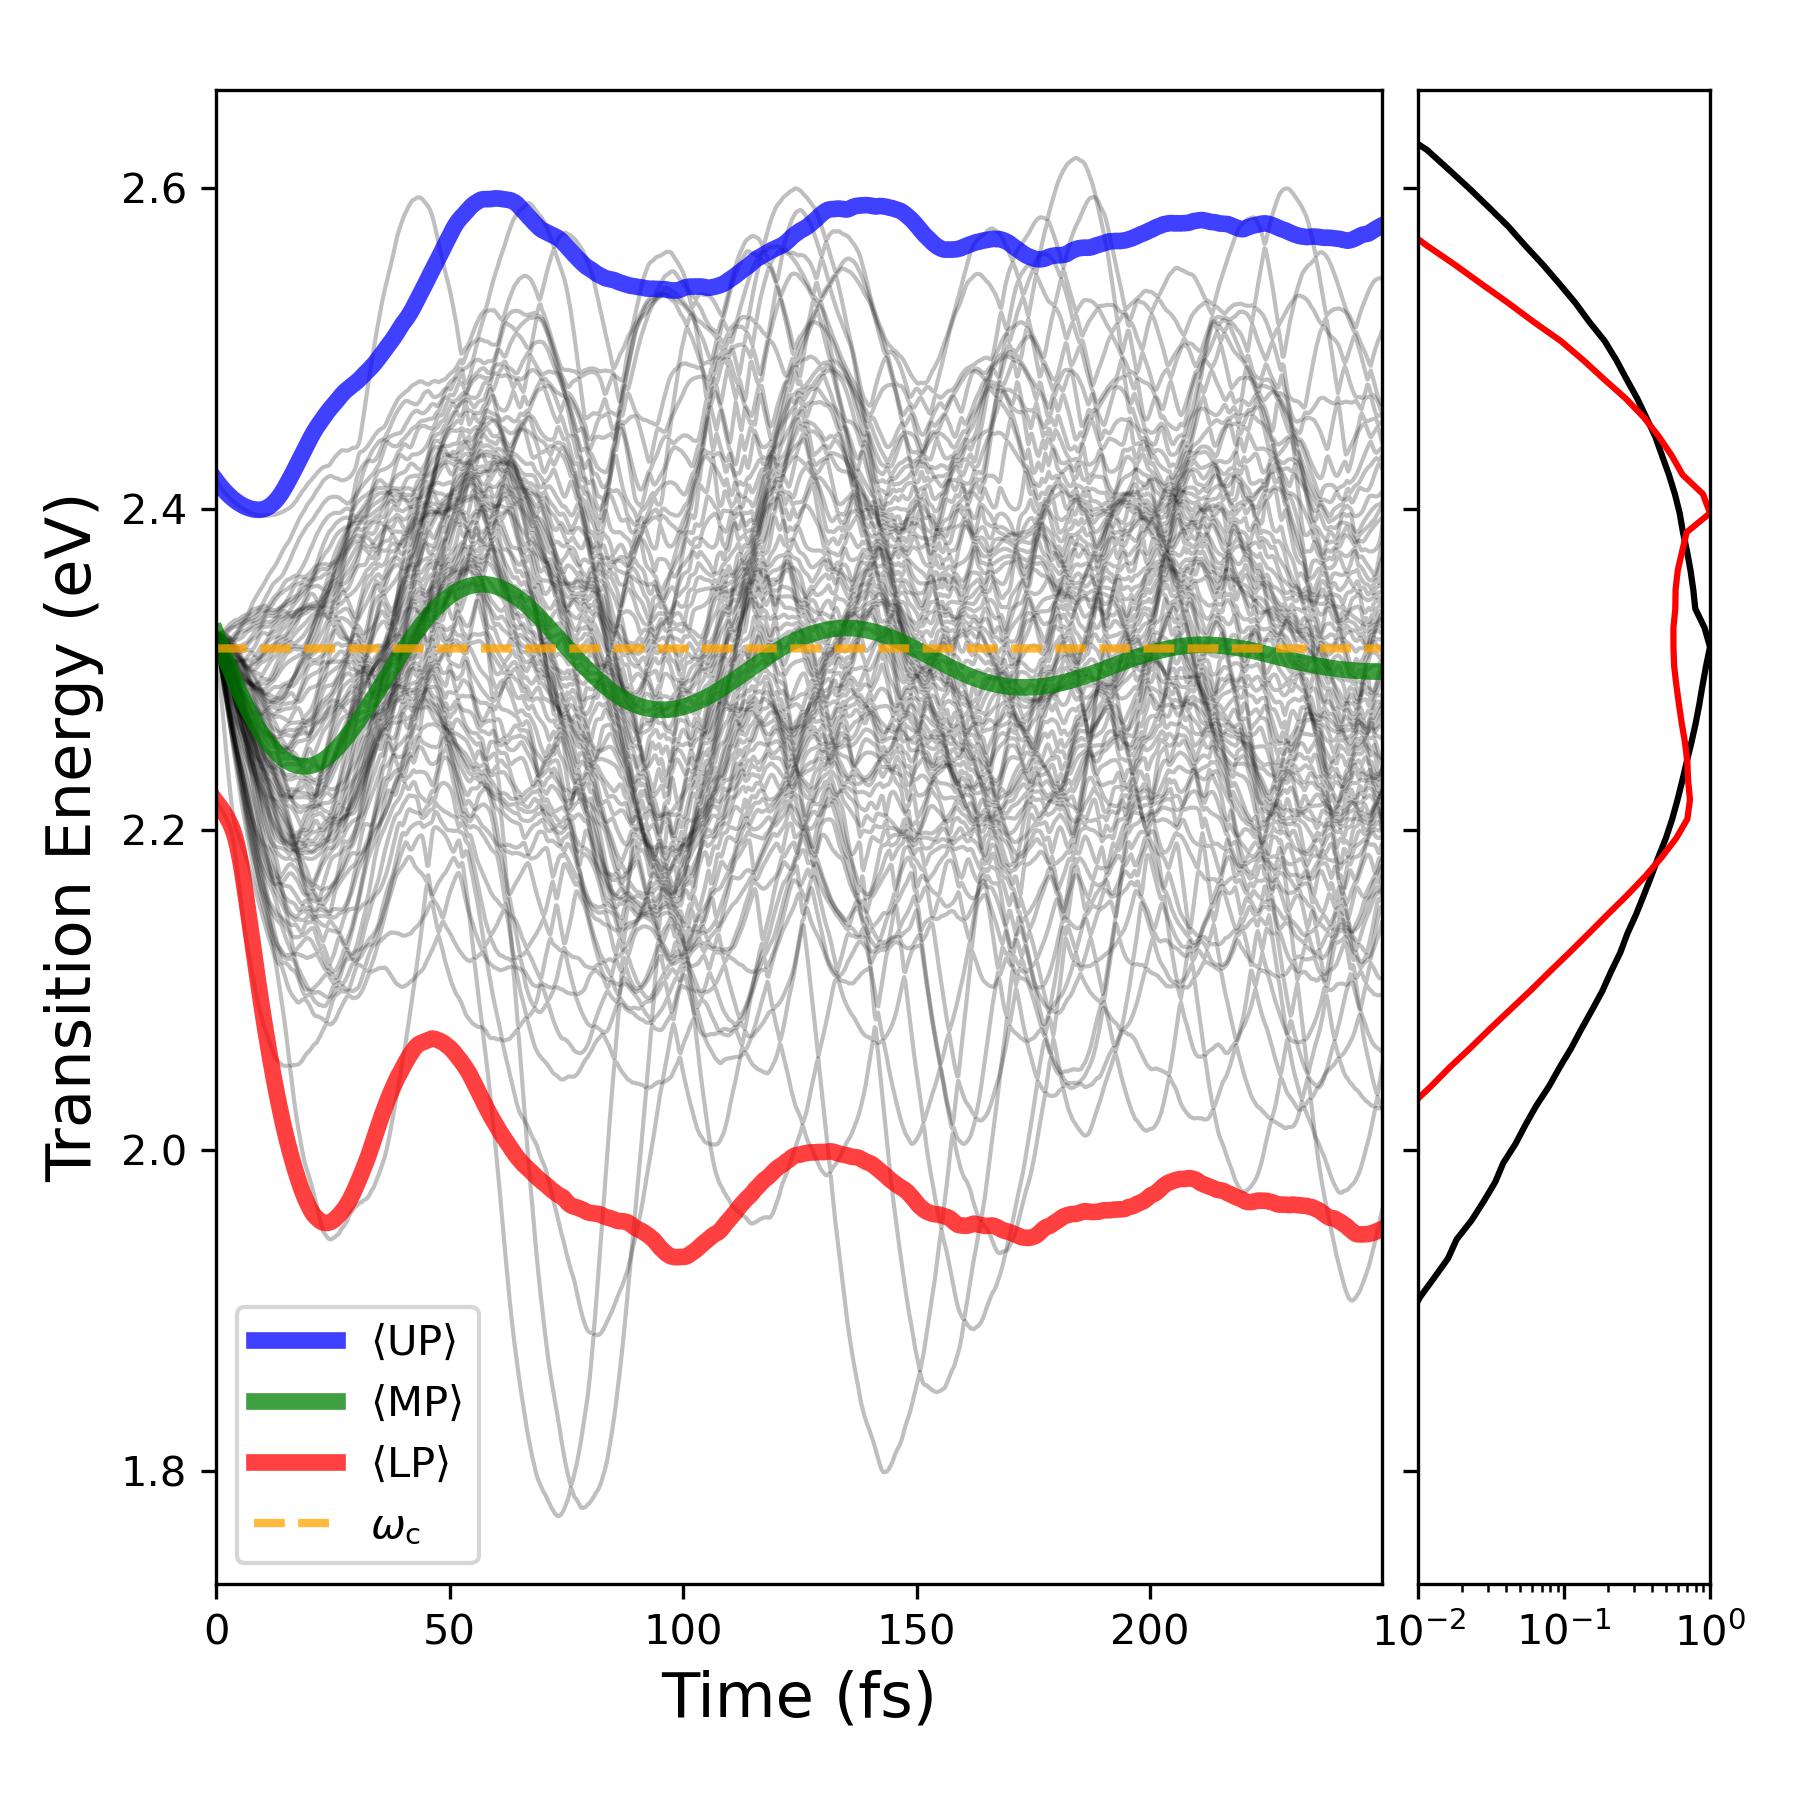 2.6
2.4
2.2
2.0
1.8
Transition Energy (eV)
⟨UP⟩
⟨MP⟩
⟨LP⟩
ω_c
0 50 100 150 200 10⁻² 10⁻¹ 10⁰
Time (fs)